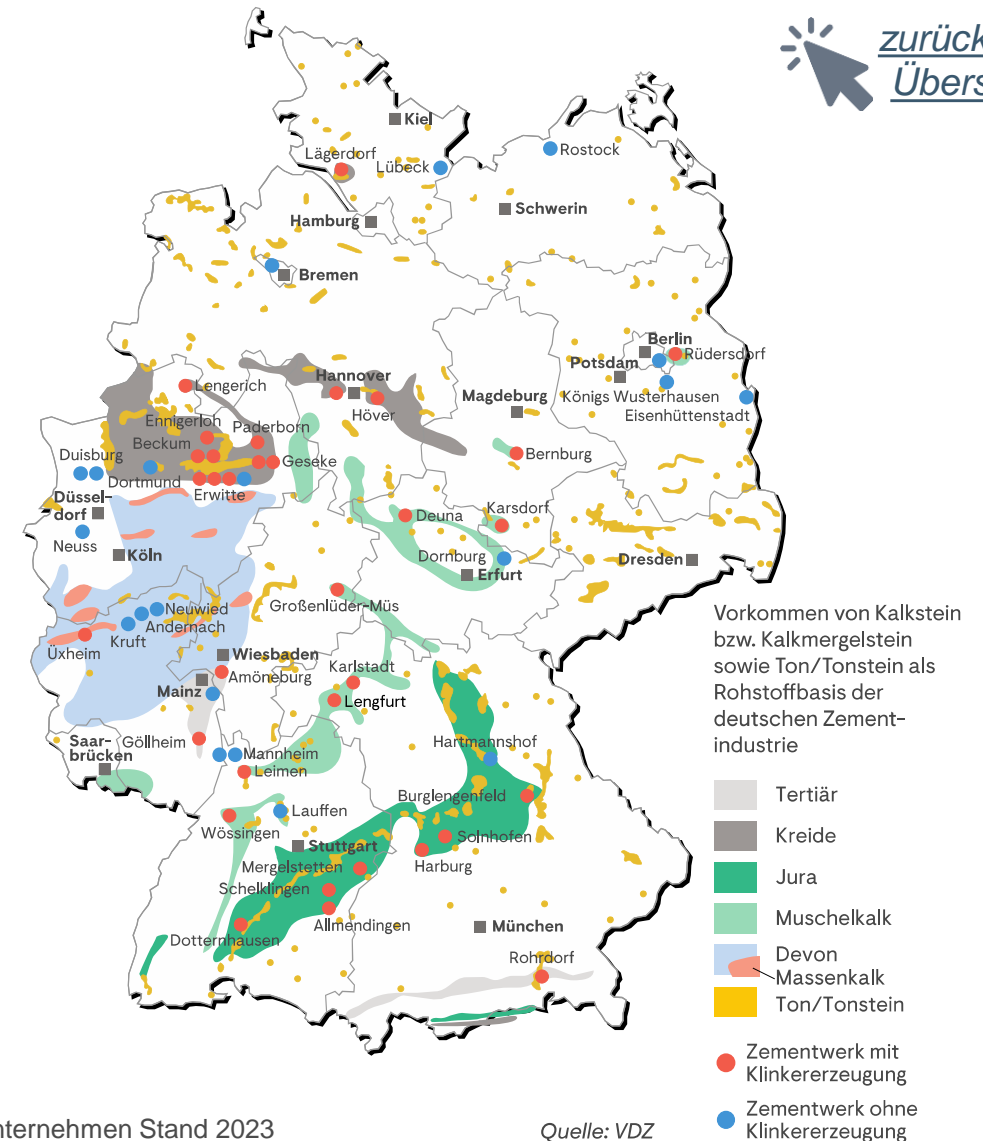 zurück
Übers
Kiel
Lägerdorf
Lübeck
Rostock
Schwerin
Hamburg
Bremen
Berlin
Rüdersdorf
Potsdam
Königs Wusterhausen
Eisenhüttenstadt
Lengerich
Hannover
Höver
Magdeburg
Ennigerloh
Paderborn
Beckum
Duisburg
Geseke
Dortmund
Erwitte
Bernburg
Düssel-
dorf
Neuss
Köln
Deuna
Karsdorf
Dornburg
Erfurt
Dresden
Neuwied
Andernach
Kruft
Üxheim
Großenlüder-Müs
Wiesbaden
Amöneburg
Mainz
Karlstadt
Lengfurt
Saar-
brücken
Göllheim
Mannheim
Leimen
Hartmannshof
Burglengenfeld
Lauffen
Wössingen
Solnhofen
Stuttgart
Harburg
Mergelstetten
Schelklingen
Allmendingen
Dotternhausen
München
Rohrdorf
Vorkommen von Kalkstein
bzw. Kalkmergelstein
sowie Ton/Tonstein als
Rohstoffbasis der
deutschen Zement-
industrie
Tertiär
Kreide
Jura
Muschelkalk
Devon
Massenkalk
Ton/Tonstein
Zementwerk mit
Klinkererzeugung
Zementwerk ohne
Klinkererzeugung
nternehmen Stand 2023
Quelle: VDZ